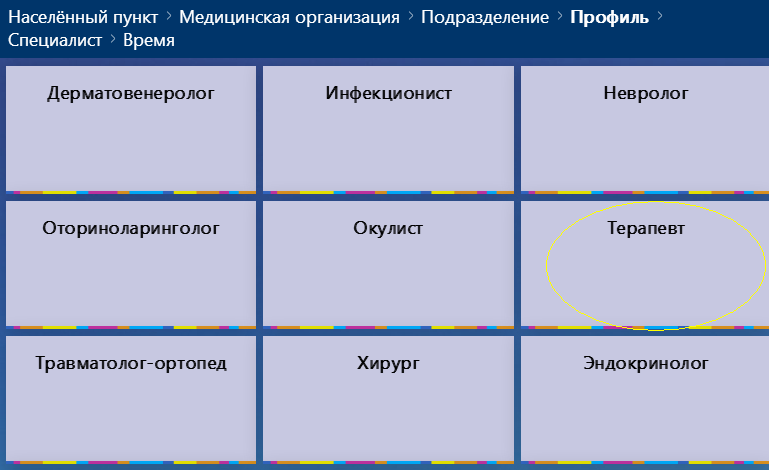 Населённый пункт > Медицинская организация > Подразделение > Профиль >
Специалист > Время
Дерматовенеролог
Инфекционист
Невролог
Оториноларинголог
Окулист
Терапевт
Травматолог-ортопед
Хирург
Эндокринолог